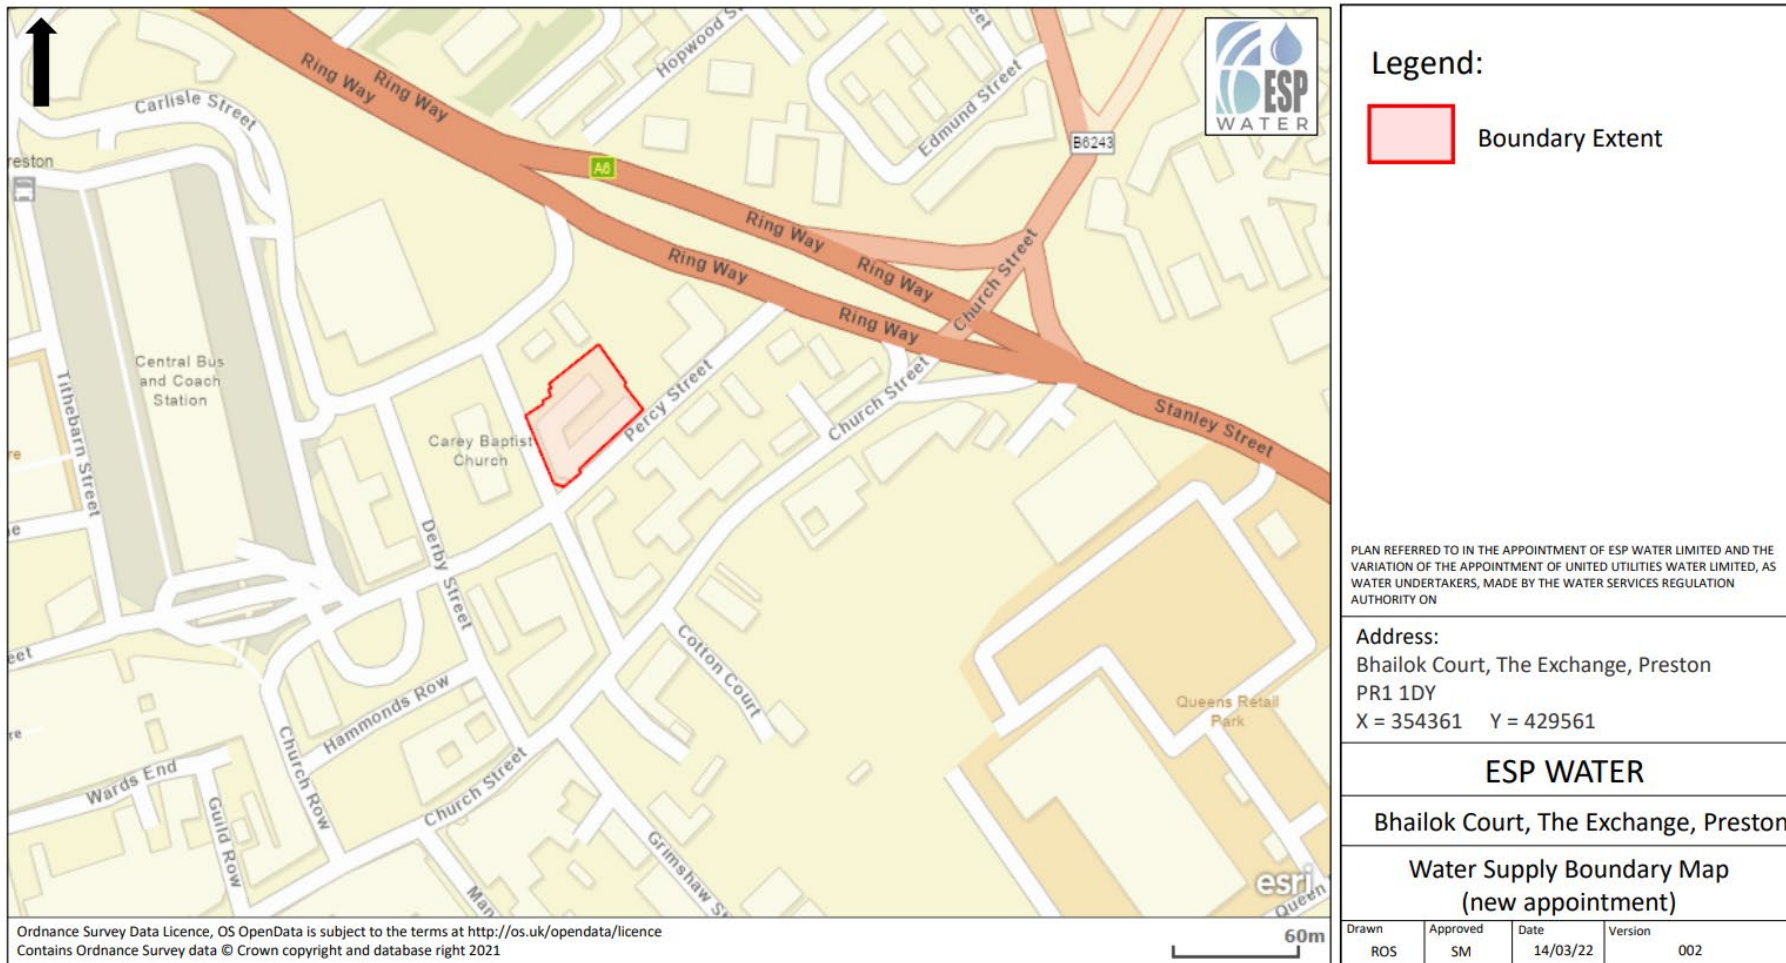 Hopwood St
Ring Way
Ring Way
Carlisle Street
Edmund Street
ESP
WATER
B6243
A6
reston
Ring Way
Ring Way
Ring Way
Ring Way
Church Street
Central Bus
and Coach
Station
Tithebarn Street
Percy Street
Church Street
Stanley Street
Carey Baptist
Church
re
Derby Street
e
eet
Cotton Court
Queens Retail
Park
Hammonds Row
re
Church Row
Wards End
Guild Row
Church Street
Grimshaw St
Man
esri
Queen
Ordnance Survey Data Licence, OS OpenData is subject to the terms at http://os.uk/opendata/licence
Contains Ordnance Survey data © Crown copyright and database right 2021
60m
Legend:
Boundary Extent
PLAN REFERRED TO IN THE APPOINTMENT OF ESP WATER LIMITED AND THE
VARIATION OF THE APPOINTMENT OF UNITED UTILITIES WATER LIMITED, AS
WATER UNDERTAKERS, MADE BY THE WATER SERVICES REGULATION
AUTHORITY ON
Address:
Bhailok Court, The Exchange, Preston
PR1 1DY
X = 354361 Y = 429561
ESP WATER
Bhailok Court, The Exchange, Preston
Water Supply Boundary Map
(new appointment)
Drawn Approved Date Version
ROS SM 14/03/22 002